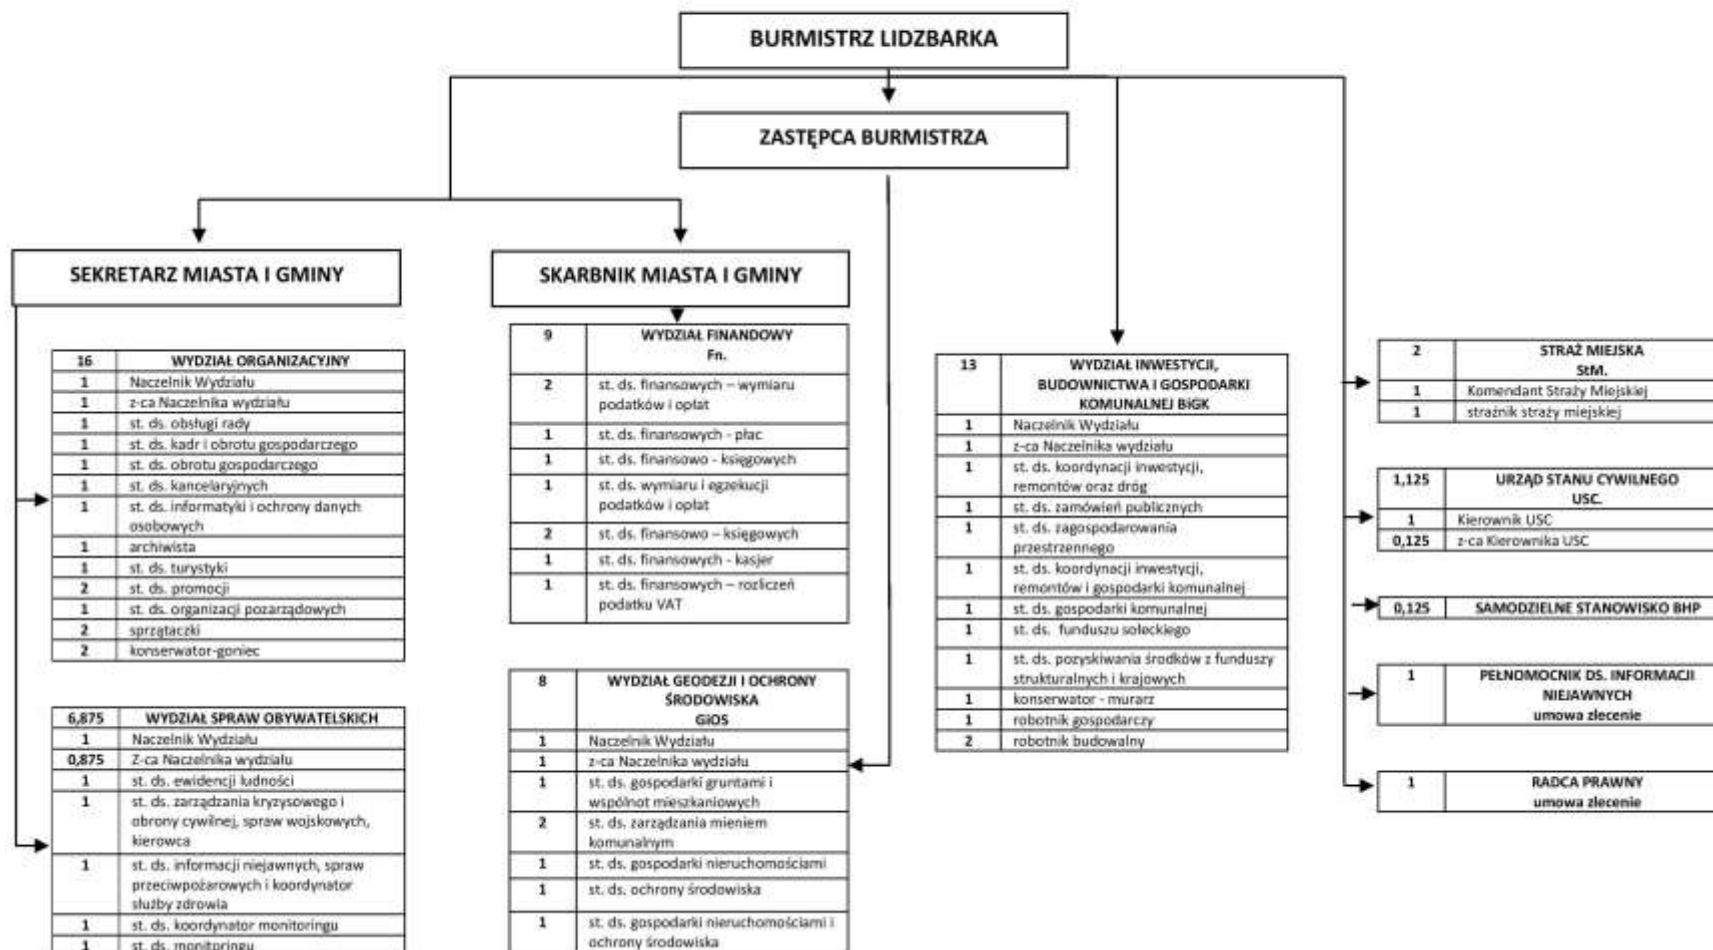 BURMISTRZ LIDZBARKA
ZASTĘPCA BURMISTRZA
SEKRETARZ MIASTA I GMINY
16 WYDZIAŁ ORGANIZACYJNY
1 Naczelnik Wydziału
1 z-ca Naczelnika wydziału
1 st. ds. obsługi rady
1 st. ds. kadr i obrotu gospodarczego
1 st. ds. obrotu gospodarczego
1 st. ds. kancelaryjnych
1 st. ds. informatyki i ochrony danych
osobowych
1 archiwista
1 st. ds. turystyki
2 st. ds. promocji
1 st. ds. organizacji pozarządowych
2 sprzątaczki
2 konserwator-goniec
6,875 WYDZIAŁ SPRAW OBYWATELSKICH
1 Naczelnik Wydziału
0,875 Z-ca Naczelnika wydziału
1 st. ds. ewidencji ludności
1 st. ds. zarządzania kryzysowego i
obrony cywilnej, spraw wojskowych,
kierowca
1 st. ds. informacji niejawnych, spraw
przeciwpożarowych i koordynator
służby zdrowia
1 st. ds. koordynator monitoringu
1 st. ds. monitoringu
SKARBNIK MIASTA I GMINY
9 WYDZIAŁ FINANDOWY
Fn.
2 st. ds. finansowych – wymiaru
podatków i opłat
1 st. ds. finansowych - płac
1 st. ds. finansowo - księgowych
1 st. ds. wymiaru i egzekucji
podatków i opłat
2 st. ds. finansowo – księgowych
1 st. ds. finansowych - kasjer
1 st. ds. finansowych – rozliczeń
podatku VAT
8 WYDZIAŁ GEODEZJI I OCHRONY
ŚRODOWISKA
GiOS
1 Naczelnik Wydziału
1 z-ca Naczelnika wydziału
1 st. ds. gospodarki gruntami i
wspólnot mieszkaniowych
2 st. ds. zarządzania mieniem
komunalnym
1 st. ds. gospodarki nieruchomościami
1 st. ds. ochrony środowiska
1 st. ds. gospodarki nieruchomościami i
ochrony środowiska
13 WYDZIAŁ INWESTYCJI,
BUDOWNICTWA I GOSPODARKI
KOMUNALNEJ BiGK
1 Naczelnik Wydziału
1 z-ca Naczelnika wydziału
1 st. ds. koordynacji inwestycji,
remontów oraz dróg
1 st. ds. zamówień publicznych
1 st. ds. zagospodarowania
przestrzennego
1 st. ds. koordynacji inwestycji,
remontów i gospodarki komunalnej
1 st. ds. gospodarki komunalnej
1 st. ds. funduszu sołeckiego
1 st. ds. pozyskiwania środków z funduszy
strukturalnych i krajowych
1 konserwator - murarz
1 robotnik gospodarczy
2 robotnik budowalny
2 STRAŻ MIEJSKA
StM.
1 Komendant Straży Miejskiej
1 strażnik straży miejskiej
1,125 URZĄD STANU CYWILNEGO
USC.
1 Kierownik USC
0,125 z-ca Kierownika USC
0,125 SAMODZIELNE STANOWISKO BHP
1 PEŁNOMOCNIK DS. INFORMACJI
NIEJAWNYCH
umowa zlecenie
1 RADCA PRAWNY
umowa zlecenie